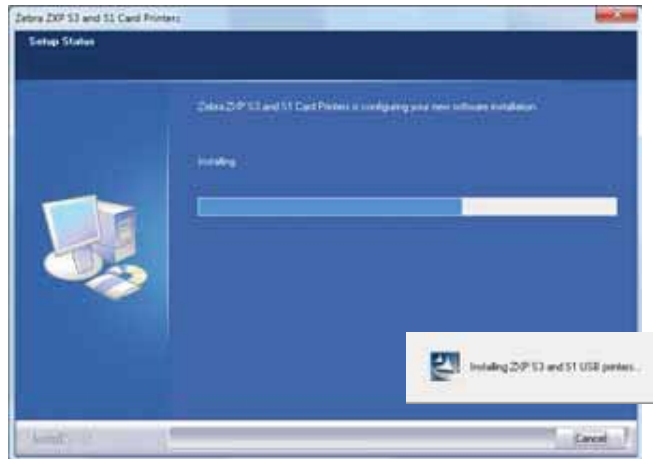 Zebra ZXP S3 and S1 Card Printers
Setup Status
Zebra ZXP S3 and S1 Card Printers is configuring your new software installation.
Installing
Installing ZXP S3 and S1 USB printers...
Cancel